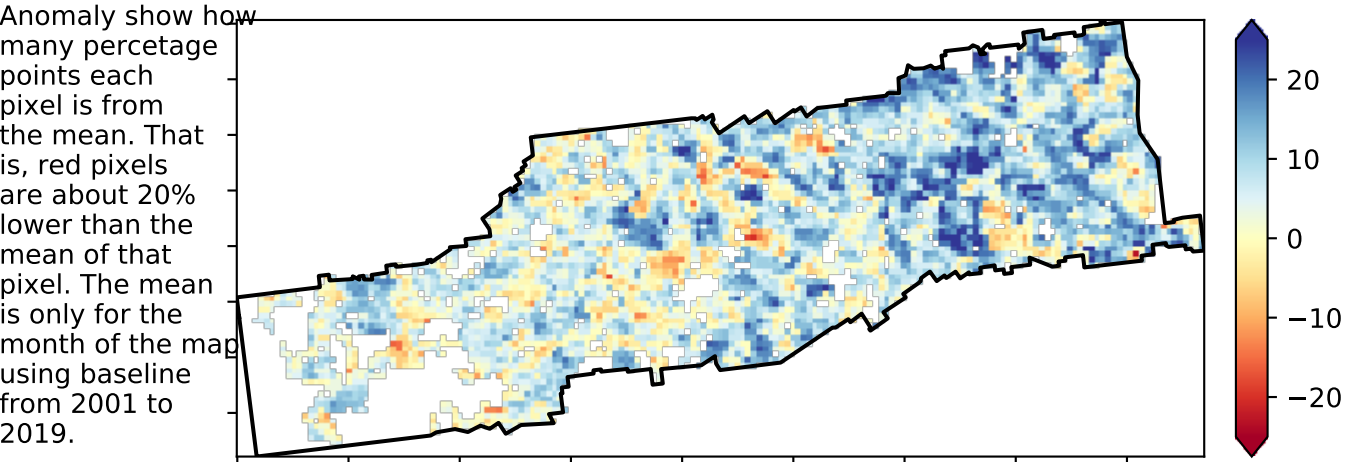 Anomaly show how
many percetage
points each
pixel is from
the mean. That
is, red pixels
are about 20%
lower than the
mean of that
pixel. The mean
is only for the
month of the map
using baseline
from 2001 to
2019.
20
10
0
−10
−20